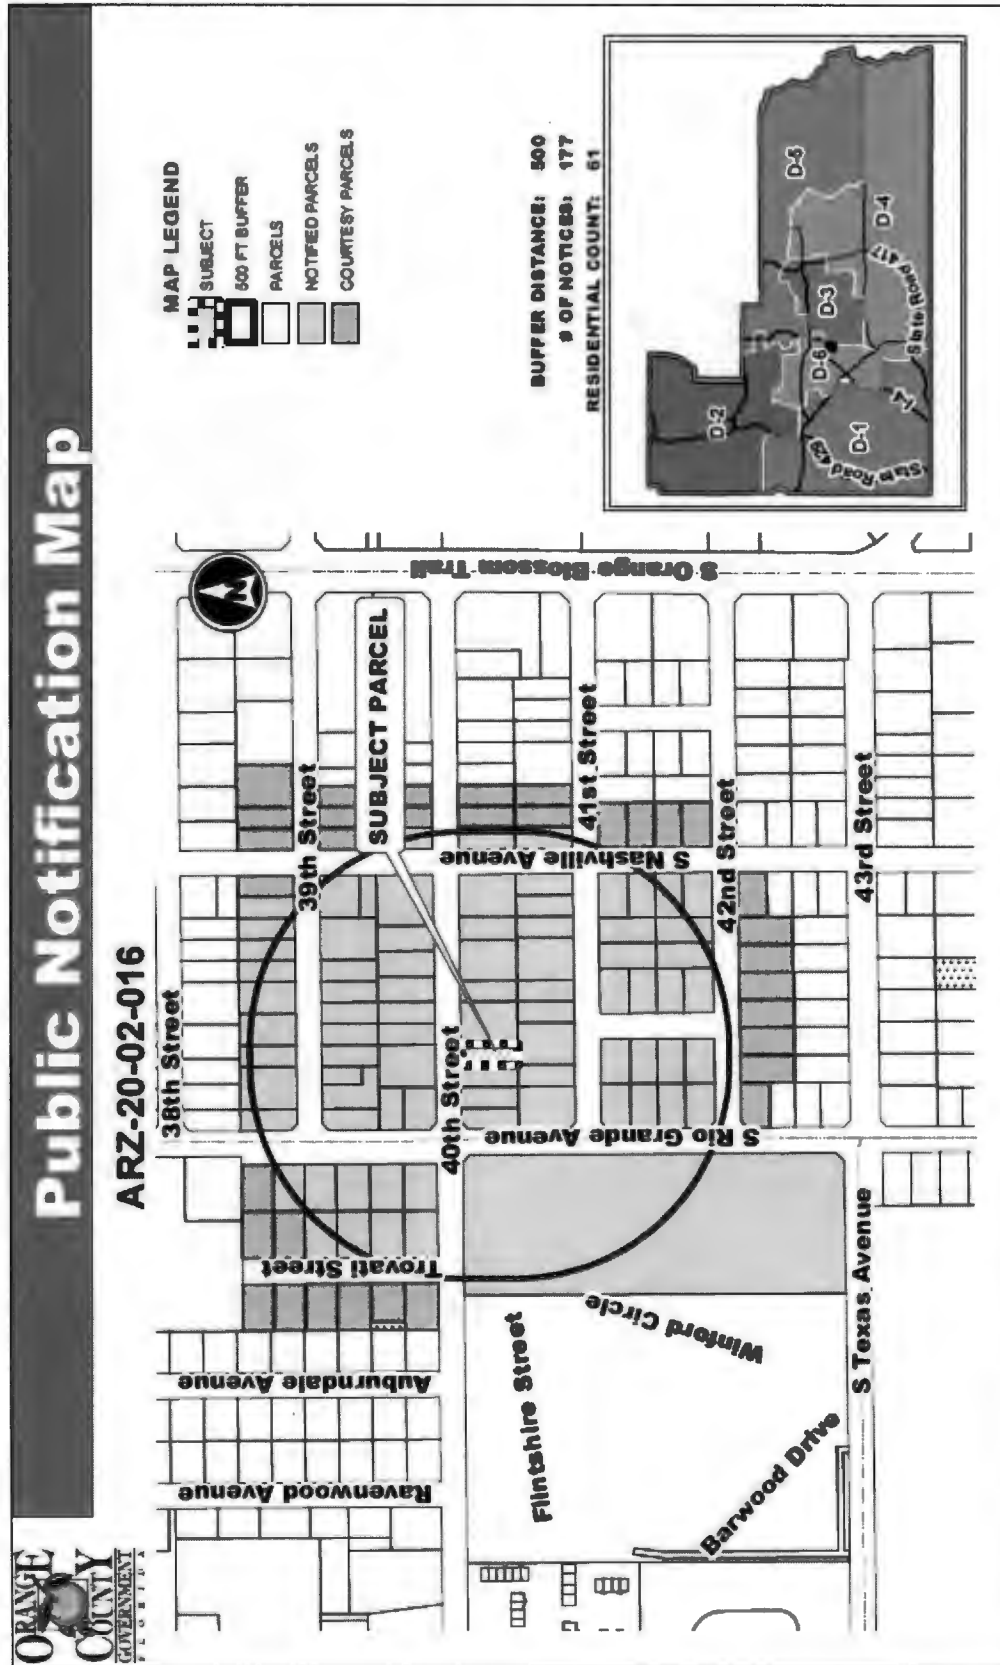 ORANGE
COUNTY
GOVERNMENT
FLORIDA
Public Notification Map
ARZ-20-02-016
38th Street
39th Street
SUBJECT PARCEL
40th Street
41st Street
42nd Street
43rd Street
S Orange Blossom Trail
S Nashville Avenue
S Rio Grande Avenue
Trovati Street
Auburndale Avenue
Ravenwood Avenue
Flintshire Street
Winford Circle
Barwood Drive
S Texas Avenue
N
MAP LEGEND
SUBJECT
500 FT BUFFER
PARCELS
NOTIFIED PARCELS
COURTESY PARCELS
BUFFER DISTANCE: 500
# OF NOTICES: 177
RESIDENTIAL COUNT: 61
D-2
D-5
D-3
D-6
D-4
D-1
State Road 429
I-4
State Road 417